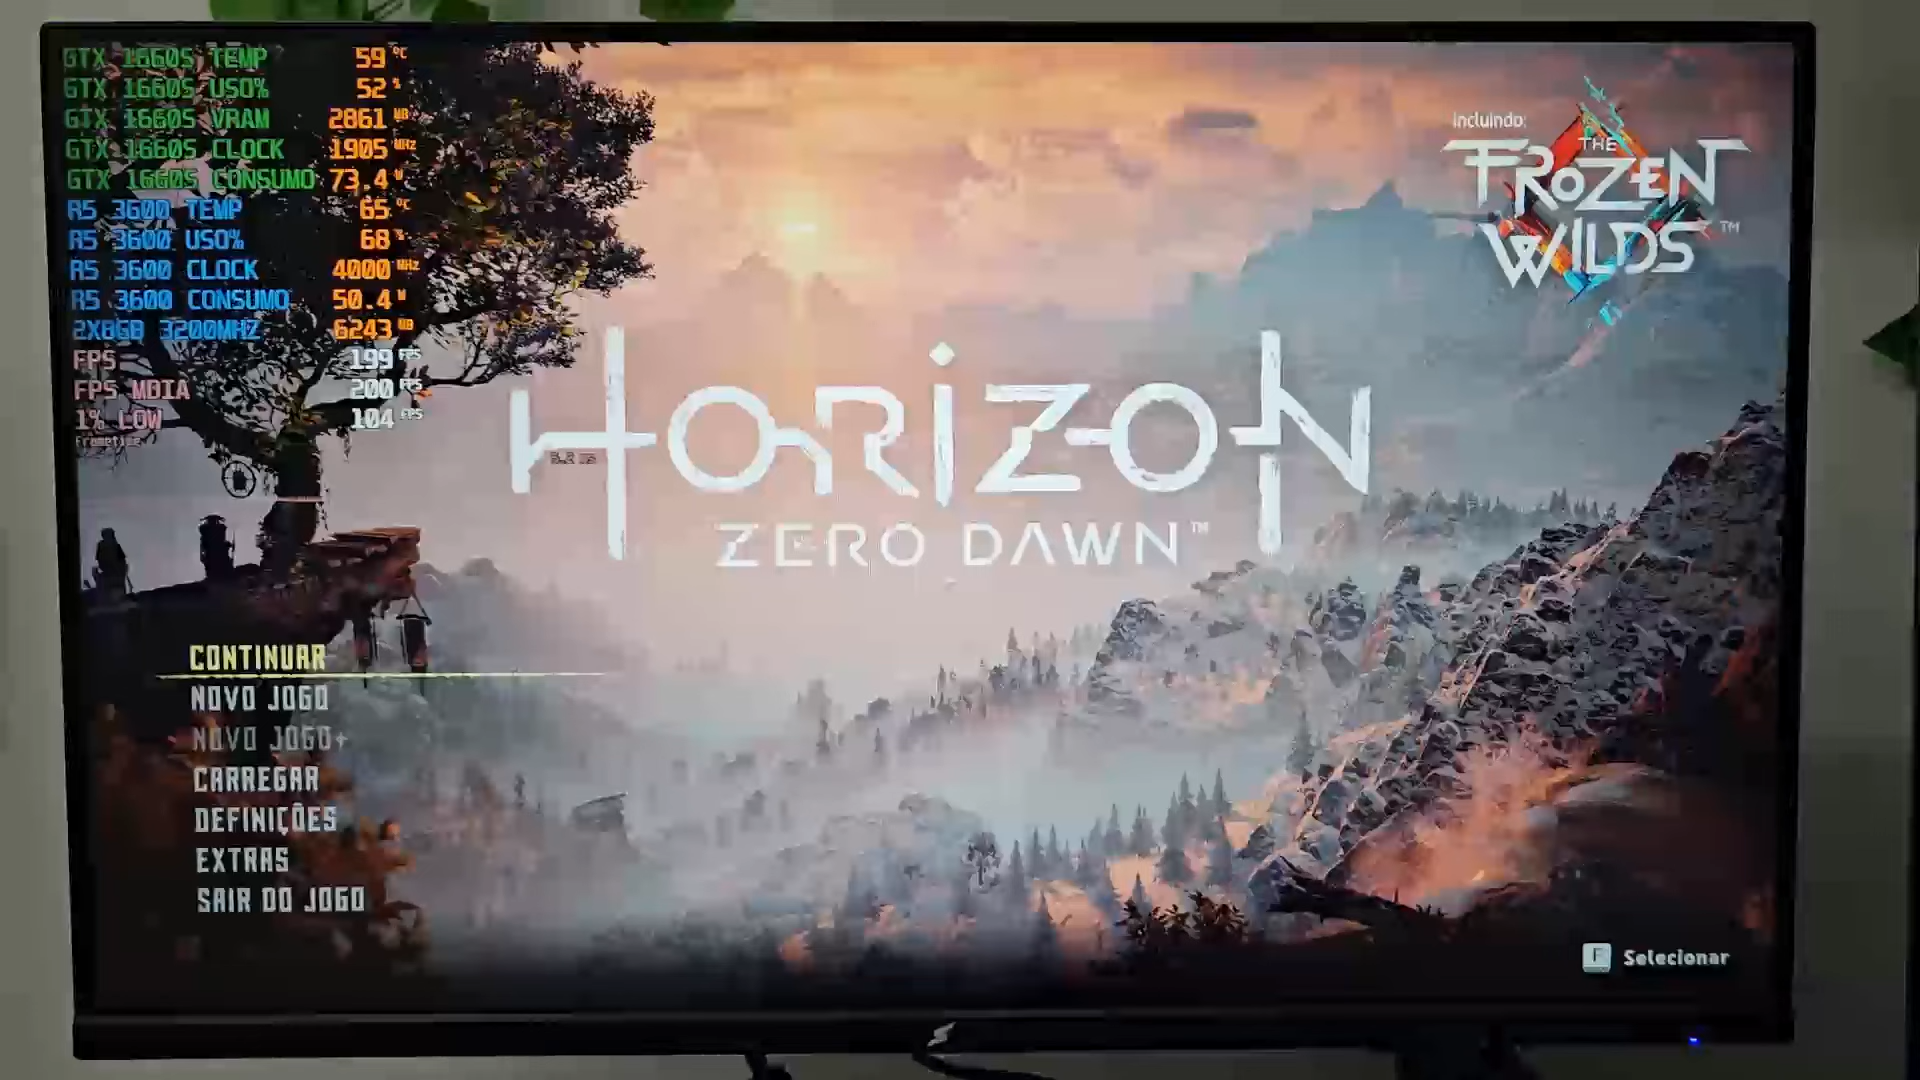 GTX 1660S TEMP 59 °C
GTX 1660S USO% 52 %
GTX 1660S VRAM 2861 MB
GTX 1660S CLOCK 1905 MHz
GTX 1660S CONSUMO 73.4 W
R5 3600 TEMP 65 °C
R5 3600 USO% 68 %
R5 3600 CLOCK 4000 MHz
R5 3600 CONSUMO 50.4 W
2X8GB 3200MHZ 6243 MB
FPS 199 FPS
FPS MDIA 200 FPS
1% LOW 104 FPS
Frametime
incluindo:
THE
FROZEN
WILDS™
HORIZON
ZERO DAWN™
CONTINUAR
NOVO JOGO
NOVO JOGO+
CARREGAR
DEFINIÇÕES
EXTRAS
SAIR DO JOGO
F Selecionar